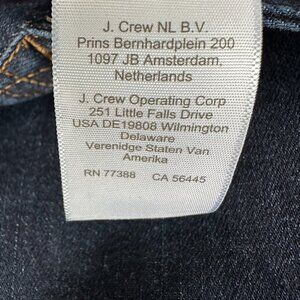 J. Crew NL B.V.
Prins Bernhardplein 200
1097 JB Amsterdam,
Netherlands
J. Crew Operating Corp
251 Little Falls Drive
USA DE19808 Wilmington
Delaware
Verenidge Staten Van
Amerika
RN 77388 CA 56445